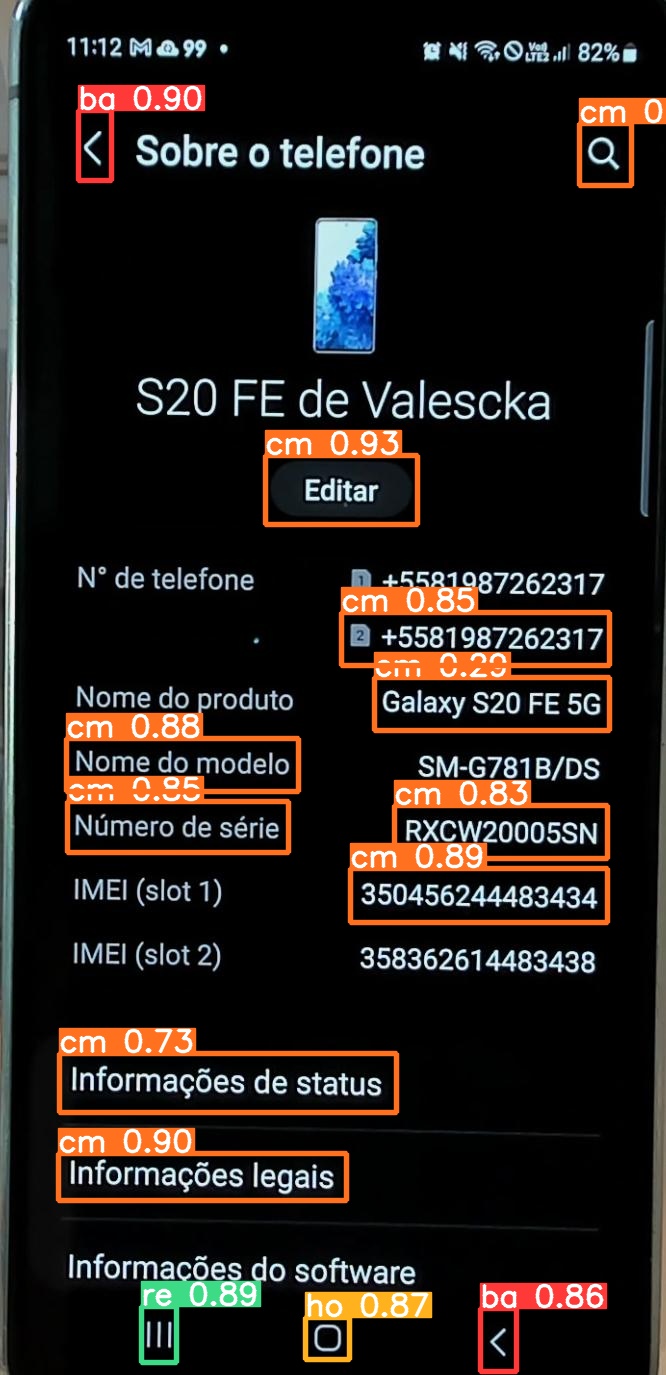 11:12 99 • VoD LTE2 82%
ba 0.90
cm 0
Sobre o telefone
S20 FE de Valescka
cm 0.93
Editar
N° de telefone 1 +5581987262317
cm 0.85
2 +5581987262317
cm 0.29
Nome do produto Galaxy S20 FE 5G
cm 0.88
Nome do modelo SM-G781B/DS
cm 0.85 cm 0.83
Número de série RXCW20005SN
cm 0.89
IMEI (slot 1) 350456244483434
IMEI (slot 2) 358362614483438
cm 0.73
Informações de status
cm 0.90
Informações legais
Informações do software
re 0.89 ho 0.87 ba 0.86